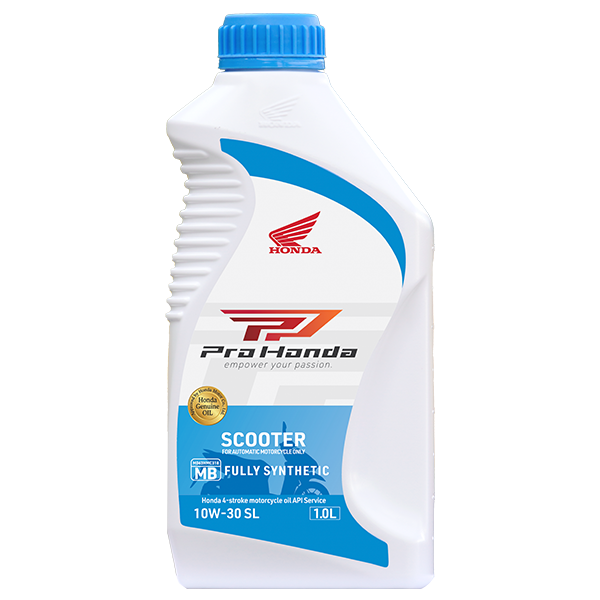 HONDA
HONDA
Pro Honda
empower your passion.
Honda
Genuine
OIL
SCOOTER
FOR AUTOMATIC MOTORCYCLE ONLY
MB
FULLY SYNTHETIC
Honda 4-stroke motorcycle oil API Service
10W-30 SL
1.0L